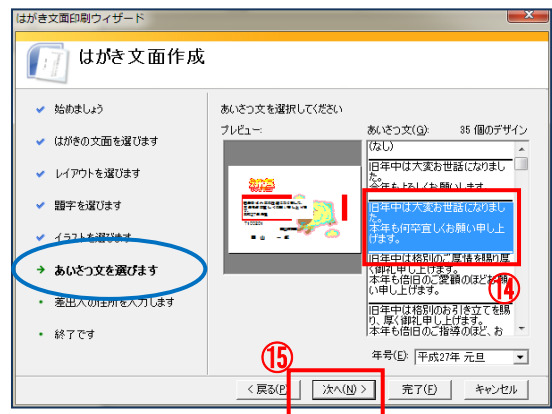 はがき文面印刷ウィザード
はがき文面作成
始めましょう
はがきの文面を選びます
レイアウトを選びます
題字を選びます
イラストを選びます
あいさつ文を選びます
差出人の住所を入力します
終了です
あいさつ文を選択してください
プレビュー:
あいさつ文(G):
35 個のデザイン
(なし)
旧年中は大変お世話になりまし
た。
今年もよろしくお願いします
旧年中は大変お世話になりまし
た。
本年も何卒宜しくお願い申し上
げます。
旧年中は格別のご厚情を賜り厚
く御礼申し上げます。
本年も倍旧のご愛顧のほどお願
い申し上げます。
⑭
旧年中は格別のお引き立てを賜
り、厚く御礼申し上げます。
本年も倍旧のご指導のほど、お
年号(E):
平成27年 元旦
⑮
< 戻る(P)
次へ(N) >
完了(F)
キャンセル